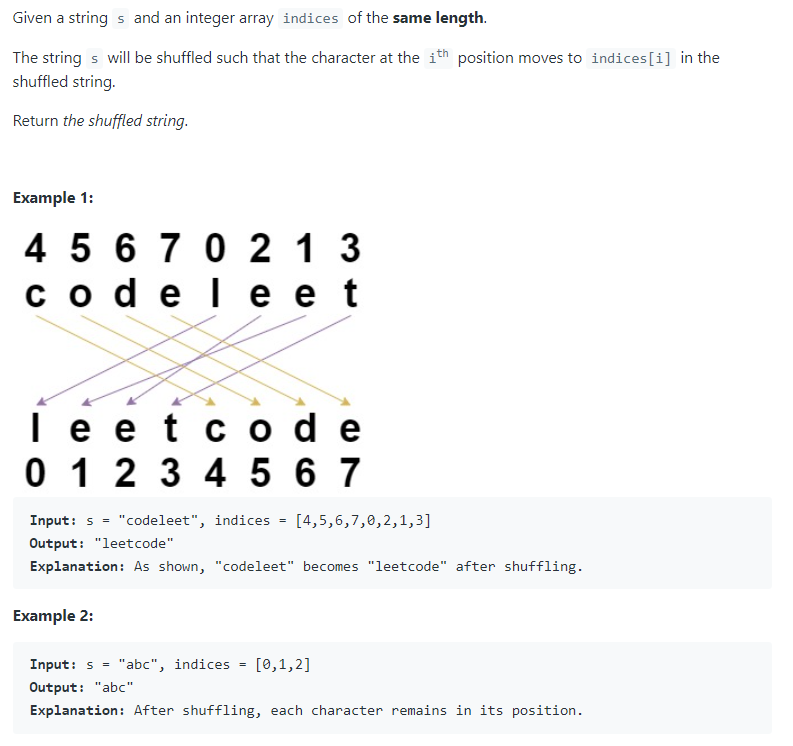 Given a string s and an integer array indices of the same length.
The string s will be shuffled such that the character at the ith position moves to indices[i] in the
shuffled string.
Return the shuffled string.
Example 1:
4 5 6 7 0 2 1 3
c o d e l e e t
l e e t c o d e
0 1 2 3 4 5 6 7
Input: s = "codeleet", indices = [4,5,6,7,0,2,1,3]
Output: "leetcode"
Explanation: As shown, "codeleet" becomes "leetcode" after shuffling.
Example 2:
Input: s = "abc", indices = [0,1,2]
Output: "abc"
Explanation: After shuffling, each character remains in its position.